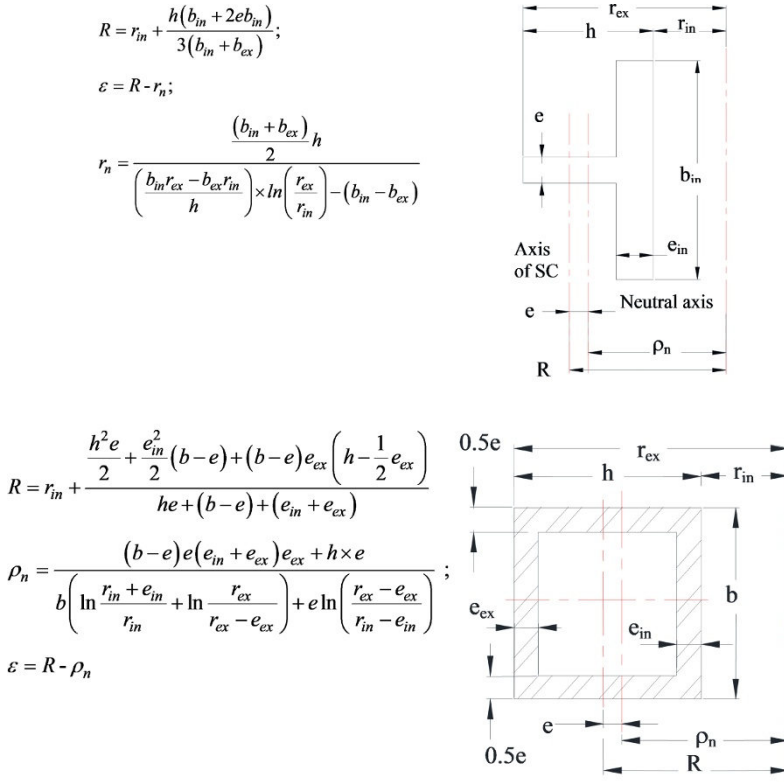 R = r_in + h(b_in + 2eb_in) / 3(b_in + b_ex);
ε = R - r_n;
r_n = ((b_in + b_ex) / 2) h / ((b_in r_ex − b_ex r_in) / h) × ln(r_ex / r_in) − (b_in − b_ex)
r_ex
h
r_in
e
b_in
Axis
of SC
e_in
Neutral axis
e
ρ_n
R
R = r_in + (h²e / 2 + e_in² / 2 (b − e) + (b − e) e_ex (h − 1/2 e_ex)) / (he + (b − e) + (e_in + e_ex))
ρ_n = ((b − e) e (e_in + e_ex) e_ex + h × e) / (b (ln (r_in + e_in) / r_in + ln r_ex / (r_ex − e_ex)) + e ln ((r_ex − e_ex) / (r_in − e_in))) ;
ε = R - ρ_n
0.5e
r_ex
h
r_in
e_ex
e_in
b
e
0.5e
ρ_n
R